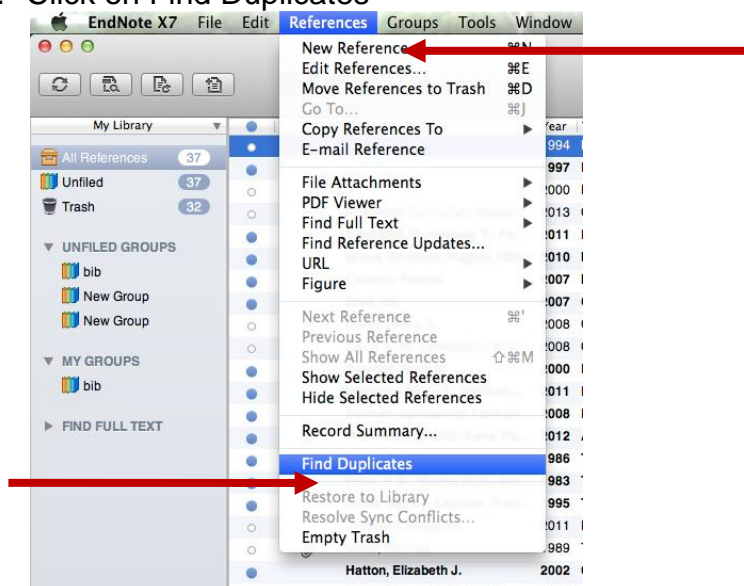 Click on Find Duplicates
EndNote X7 File Edit References Groups Tools Window
New Reference
Edit References... ⌘E
Move References to Trash ⌘D
Go To... ⌘J
My Library
Copy References To
Year
E-mail Reference
1994
All References 37
1997
Unfiled 37
File Attachments
2000
Trash 32
PDF Viewer
2013
Find Full Text
2011
UNFILED GROUPS
Find Reference Updates...
2010
bib
URL
2007
New Group
Figure
2007
New Group
Next Reference ⌘'
2008
Previous Reference
2008
MY GROUPS
Show All References ⇧⌘M
2000
bib
Show Selected References
Hide Selected References
2011
FIND FULL TEXT
2008
Record Summary...
2012
Find Duplicates
1986
1983
Restore to Library
1995
Resolve Sync Conflicts...
2011
Empty Trash
1989
Hatton, Elizabeth J. 2002